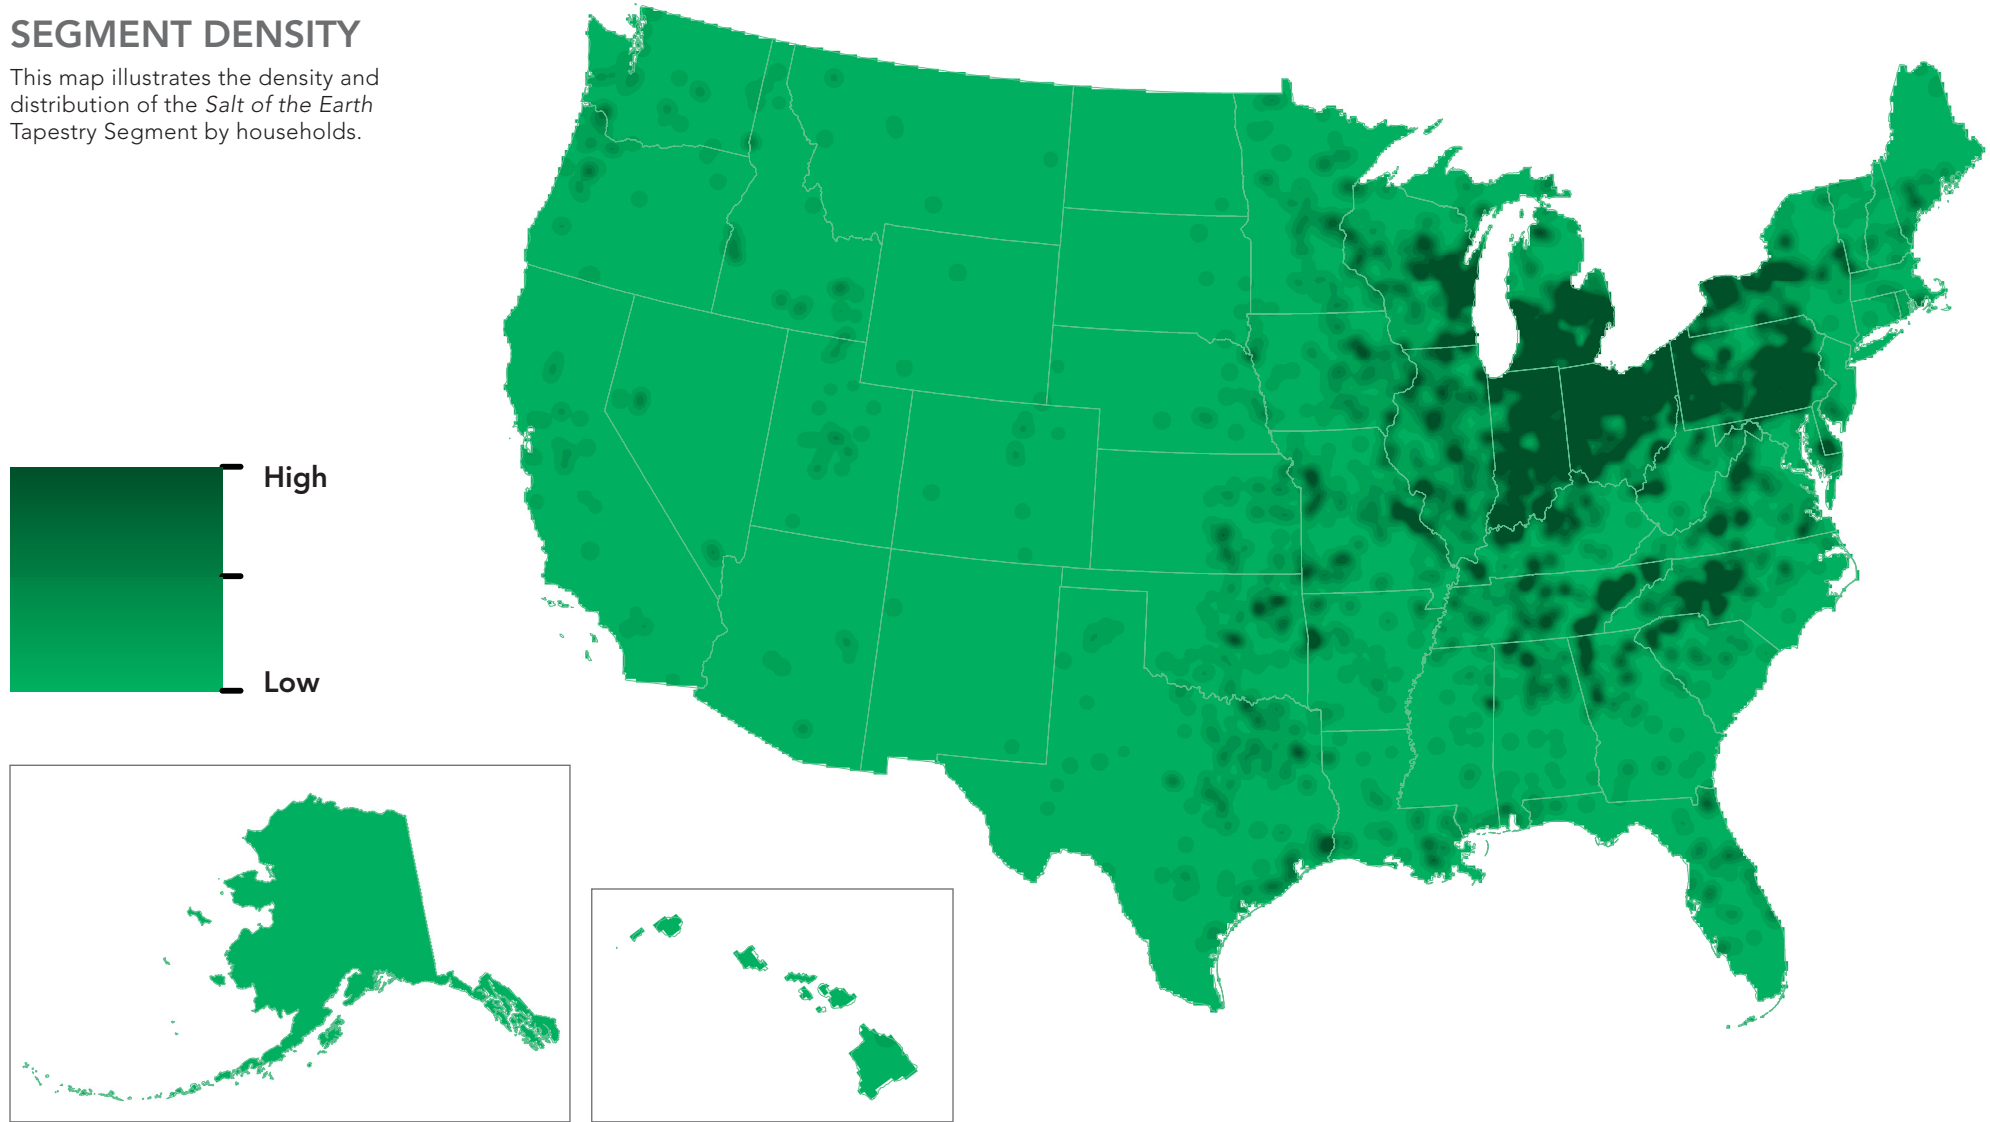 SEGMENT DENSITY
This map illustrates the density and
distribution of the Salt of the Earth
Tapestry Segment by households.
High
Low